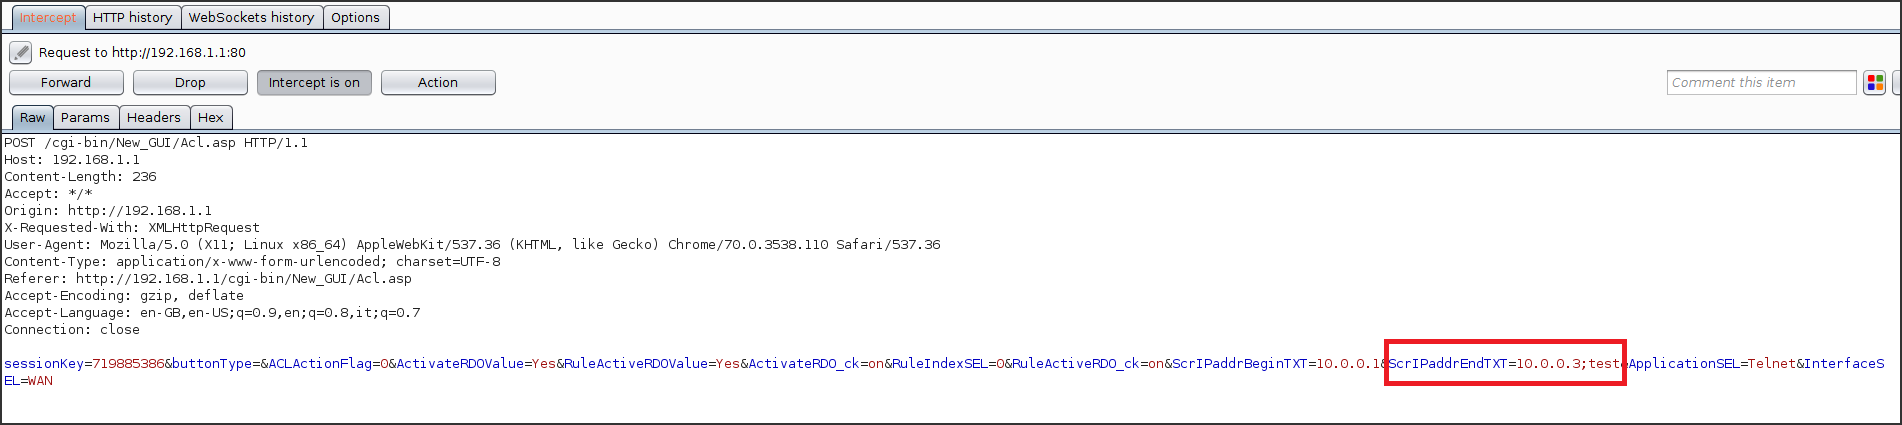 Intercept HTTP history WebSockets history Options
Request to http://192.168.1.1:80
Forward Drop Intercept is on Action Comment this item
Raw Params Headers Hex
POST /cgi-bin/New_GUI/Acl.asp HTTP/1.1
Host: 192.168.1.1
Content-Length: 236
Accept: */*
Origin: http://192.168.1.1
X-Requested-With: XMLHttpRequest
User-Agent: Mozilla/5.0 (X11; Linux x86_64) AppleWebKit/537.36 (KHTML, like Gecko) Chrome/70.0.3538.110 Safari/537.36
Content-Type: application/x-www-form-urlencoded; charset=UTF-8
Referer: http://192.168.1.1/cgi-bin/New_GUI/Acl.asp
Accept-Encoding: gzip, deflate
Accept-Language: en-GB,en-US;q=0.9,en;q=0.8,it;q=0.7
Connection: close
sessionKey=719885386&buttonType=&ACLActionFlag=0&ActivateRDOValue=Yes&RuleActiveRDOValue=Yes&ActivateRDO_ck=on&RuleIndexSEL=0&RuleActiveRDO_ck=on&ScrIPaddrBeginTXT=10.0.0.1&ScrIPaddrEndTXT=10.0.0.3;testeApplicationSEL=Telnet&InterfaceS
EL=WAN